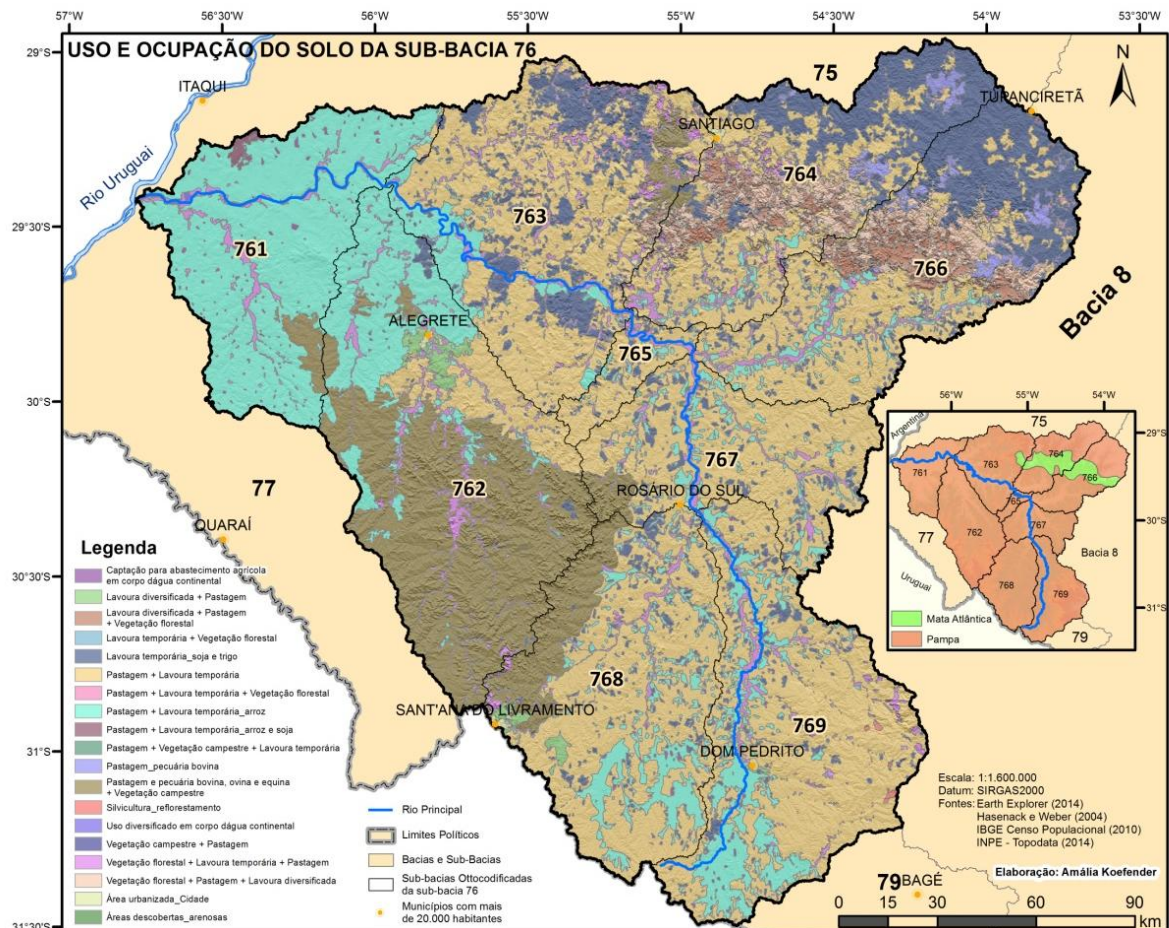 57°W 56°30'W 56°W 55°30'W 55°W 54°30'W 54°W 53°30'W
29°S
29°30'S
30°S
30°30'S
31°S
31°30'S
USO E OCUPAÇÃO DO SOLO DA SUB-BACIA 76
N
ITAQUI
Rio Uruguai
75
TUPANCIRETÃ
SANTIAGO
764
763
761
766
Bacia 8
ALEGRETE
765
762
767
ROSÁRIO DO SUL
77
QUARAÍ
768
SANT'ANA DO LIVRAMENTO
769
DOM PEDRITO
79
BAGÉ
Legenda
Captação para abastecimento agrícola
em corpo dágua continental
Lavoura diversificada + Pastagem
Lavoura diversificada + Pastagem
+ Vegetação florestal
Lavoura temporária + Vegetação florestal
Lavoura temporária_soja e trigo
Pastagem + Lavoura temporária
Pastagem + Lavoura temporária + Vegetação florestal
Pastagem + Lavoura temporária_arroz
Pastagem + Lavoura temporária_arroz e soja
Pastagem + Vegetação campestre + Lavoura temporária
Pastagem_pecuária bovina
Pastagem e pecuária bovina, ovina e equina
+ Vegetação campestre
Silvicultura_reflorestamento
Uso diversificado em corpo dágua continental
Vegetação campestre + Pastagem
Vegetação florestal + Lavoura temporária + Pastagem
Vegetação florestal + Pastagem + Lavoura diversificada
Área urbanizada_Cidade
Áreas descobertas_arenosas
Rio Principal
Limites Políticos
Bacias e Sub-Bacias
Sub-bacias Ottocodificadas
da sub-bacia 76
Municípios com mais
de 20.000 habitantes
56°W 55°W 54°W
29°S
30°S
31°S
Argentina
75
764
763
761
766
765
767
762
77
Bacia 8
768
769
Uruguai
79
Mata Atlântica
Pampa
Escala: 1:1.600.000
Datum: SIRGAS2000
Fontes: Earth Explorer (2014)
Hasenack e Weber (2004)
IBGE Censo Populacional (2010)
INPE - Topodata (2014)
Elaboração: Amália Koefender
0 15 30 60 90
km